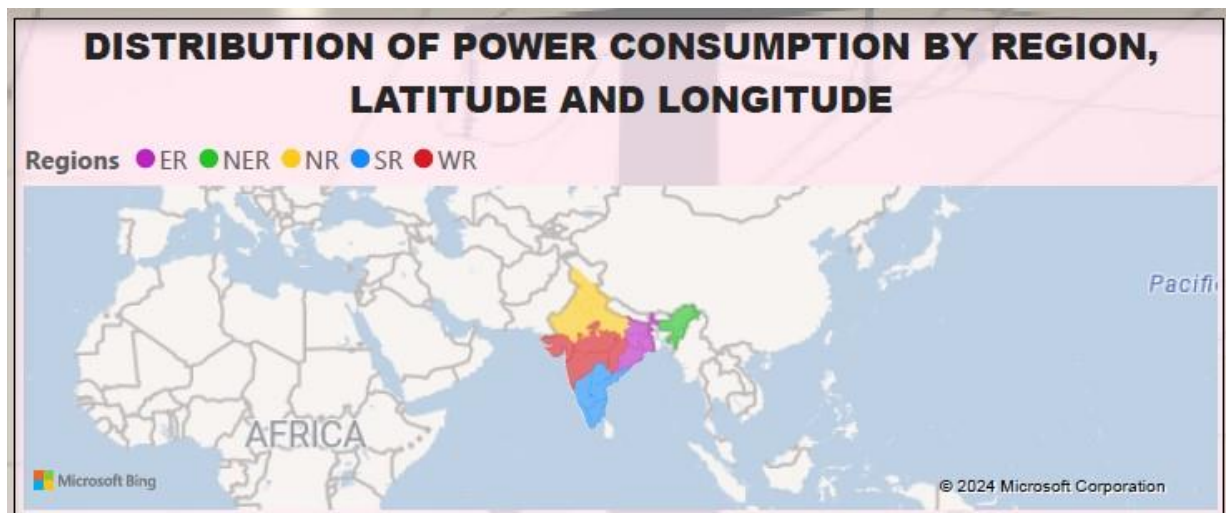 DISTRIBUTION OF POWER CONSUMPTION BY REGION,
LATITUDE AND LONGITUDE
Regions ER NER NR SR WR
Pacifi
AFRICA
Microsoft Bing
© 2024 Microsoft Corporation